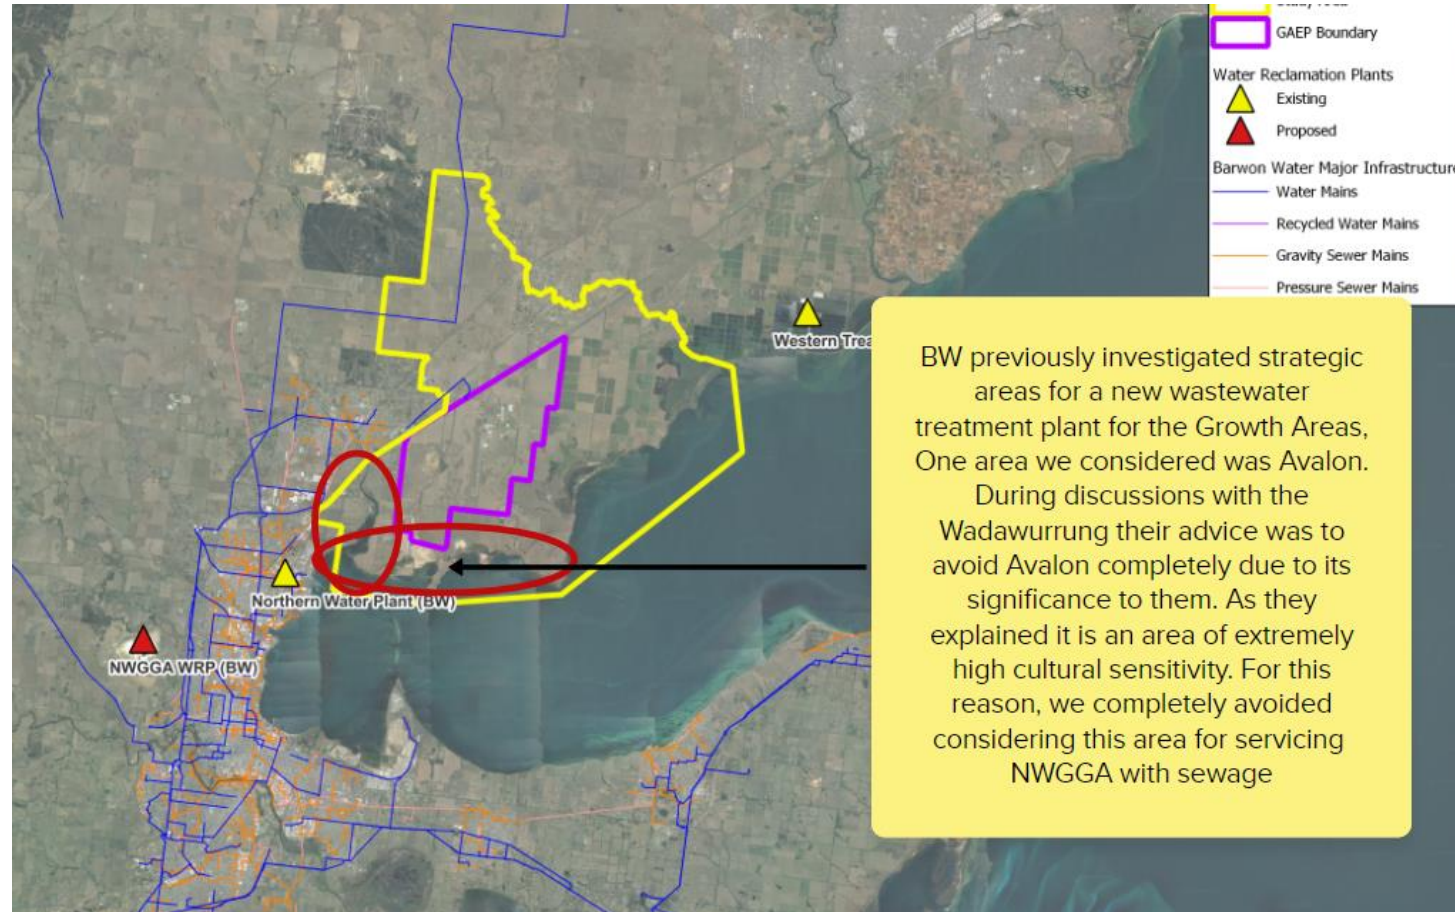 GAEP Boundary
Water Reclamation Plants
Existing
Proposed
Barwon Water Major Infrastructure
Water Mains
Recycled Water Mains
Gravity Sewer Mains
Pressure Sewer Mains
Western Trea
Northern Water Plant (BW)
NWGGA WRP (BW)
BW previously investigated strategic
areas for a new wastewater
treatment plant for the Growth Areas,
One area we considered was Avalon.
During discussions with the
Wadawurrung their advice was to
avoid Avalon completely due to its
significance to them. As they
explained it is an area of extremely
high cultural sensitivity. For this
reason, we completely avoided
considering this area for servicing
NWGGA with sewage